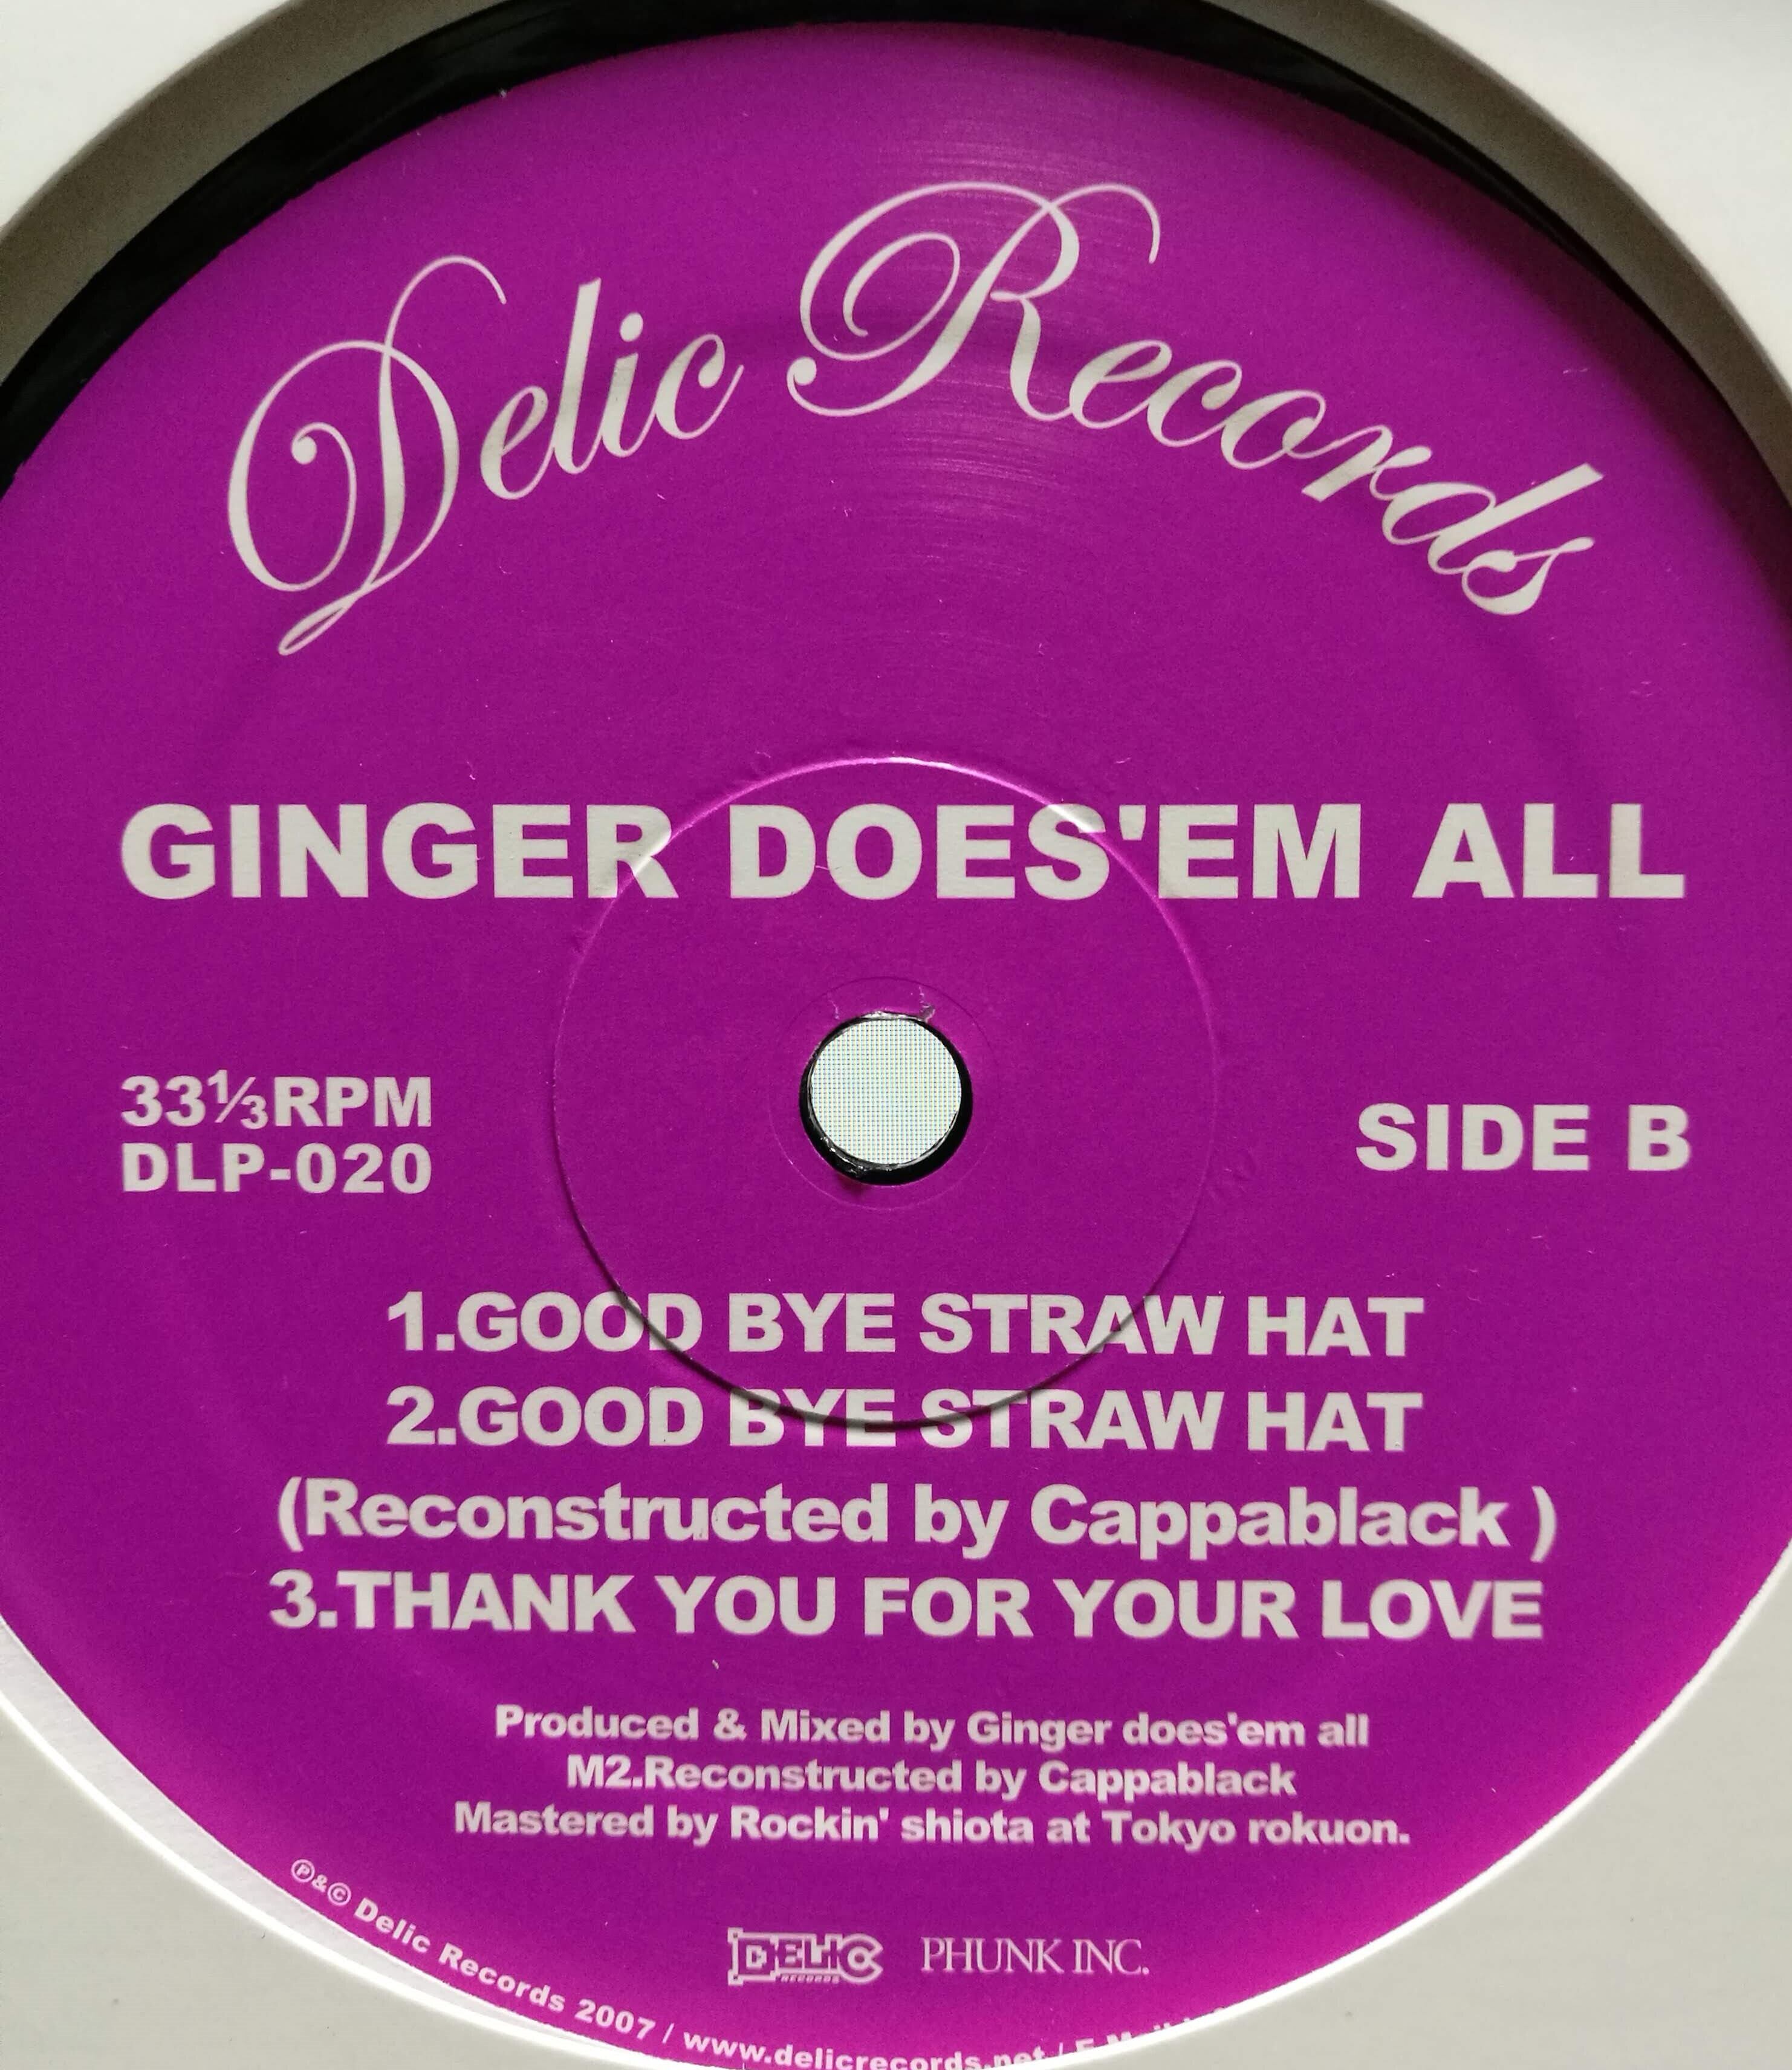 Delic Records
GINGER DOES'EM ALL
33⅓RPM
DLP-020
SIDE B
1.GOOD BYE STRAW HAT
2.GOOD BYE STRAW HAT
(Reconstructed by Cappablack )
3.THANK YOU FOR YOUR LOVE
Produced & Mixed by Ginger does'em all
M2.Reconstructed by Cappablack
Mastered by Rockin' shiota at Tokyo rokuon.
DELIC
RECORDS
PHUNK INC.
℗&© Delic Records 2007 / www.delicrecords.net /